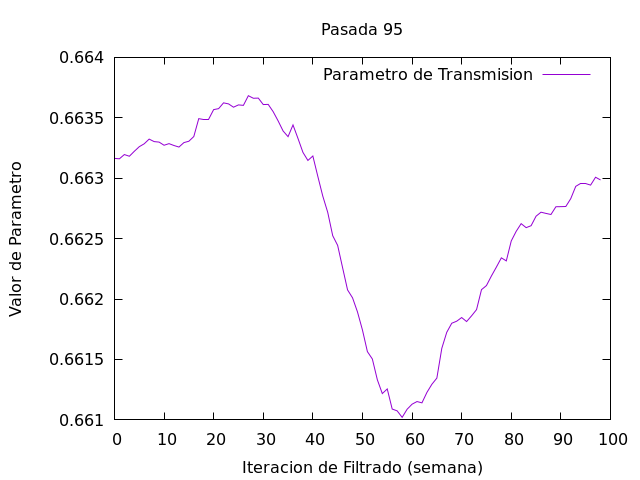 Pasada 95
Parametro de Transmision
0.664
0.6635
0.663
0.6625
0.662
0.6615
0.661
Valor de Parametro
0 10 20 30 40 50 60 70 80 90 100
Iteracion de Filtrado (semana)